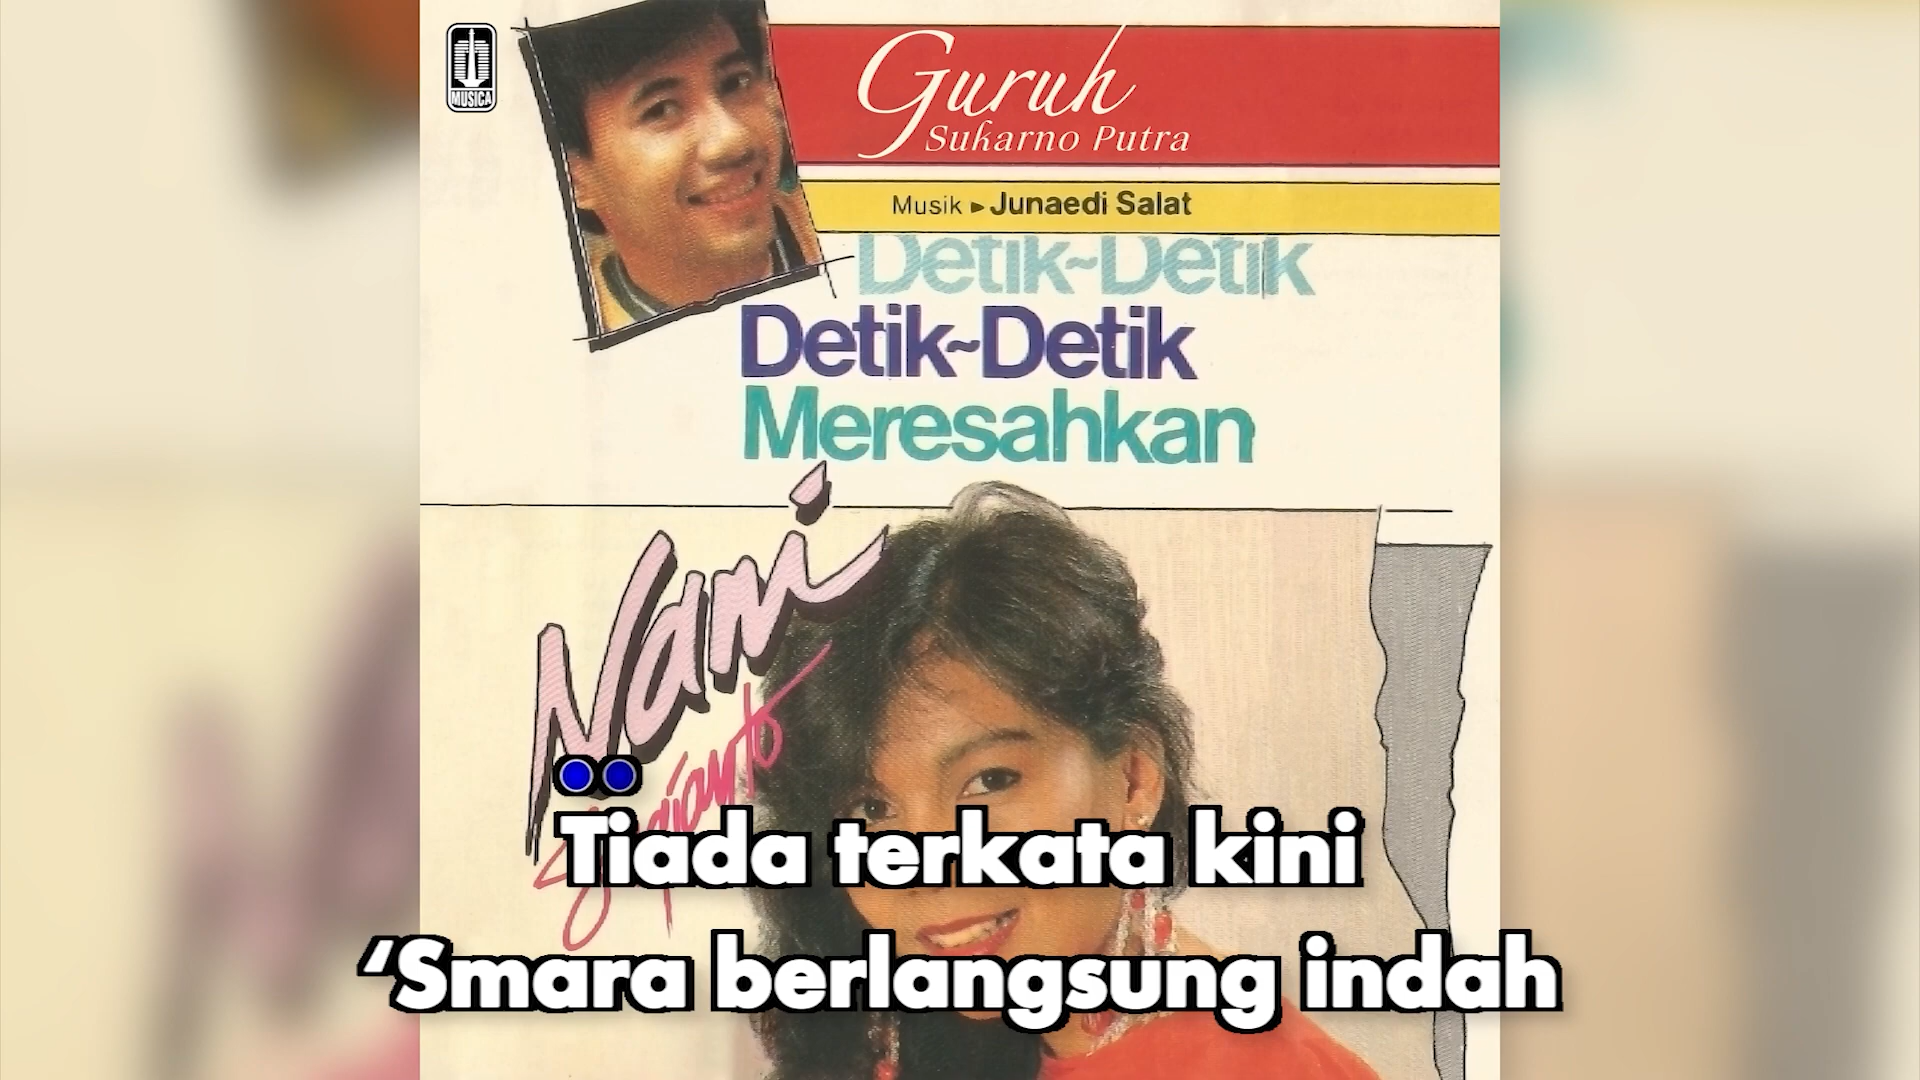 MUSICA
Guruh
Sukarno Putra
Musik ▸ Junaedi Salat
Detik~Detik
Detik~Detik
Meresahkan
Nani
Tiada terkata kini
‘Smara berlangsung indah